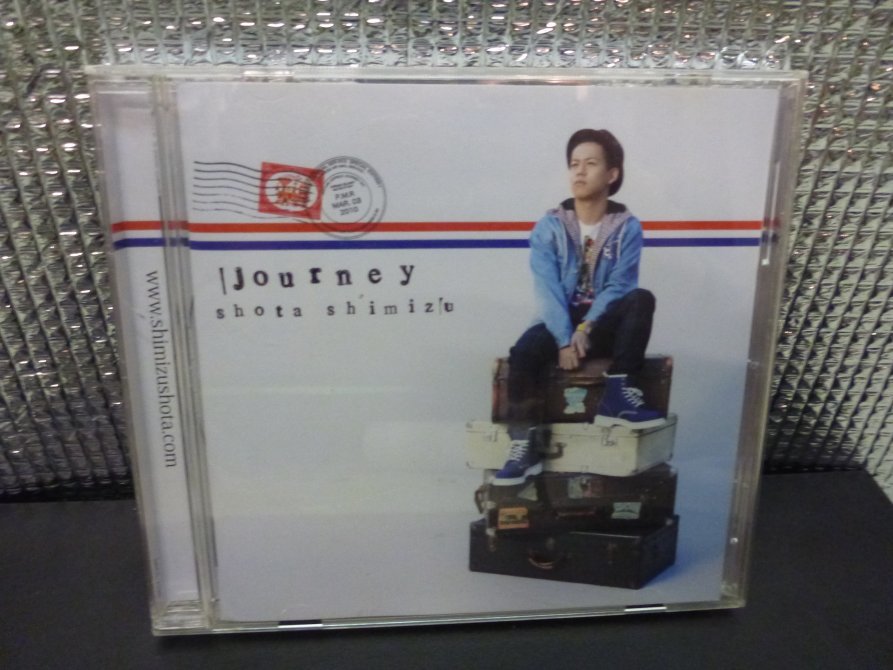 P.M.R
MAR. 03
2010
Journey
shota shimizu
www.shimizushota.com